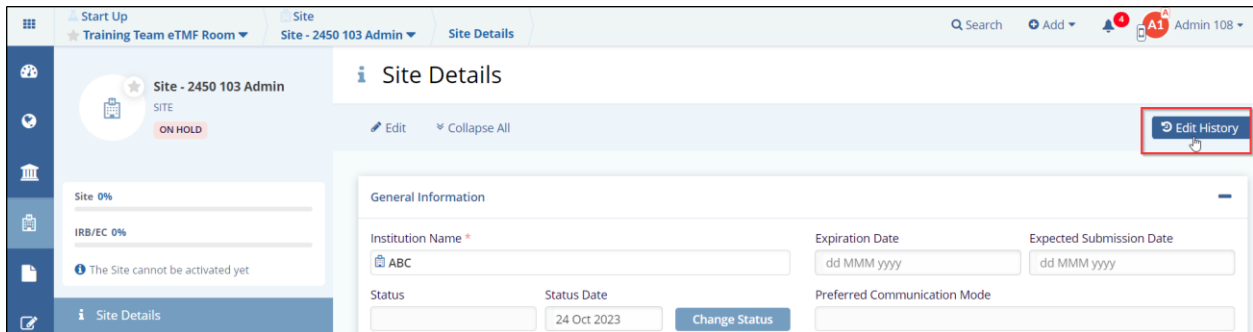 Start Up
Site
Search
Add
4
A
A1
Admin 108
Training Team eTMF Room
Site - 2450 103 Admin
Site Details
Site - 2450 103 Admin
SITE
ON HOLD
Site 0%
IRB/EC 0%
The Site cannot be activated yet
Site Details
Site Details
Edit
Collapse All
Edit History
General Information
Institution Name *
Expiration Date
Expected Submission Date
ABC
dd MMM yyyy
dd MMM yyyy
Status
Status Date
Preferred Communication Mode
24 Oct 2023
Change Status